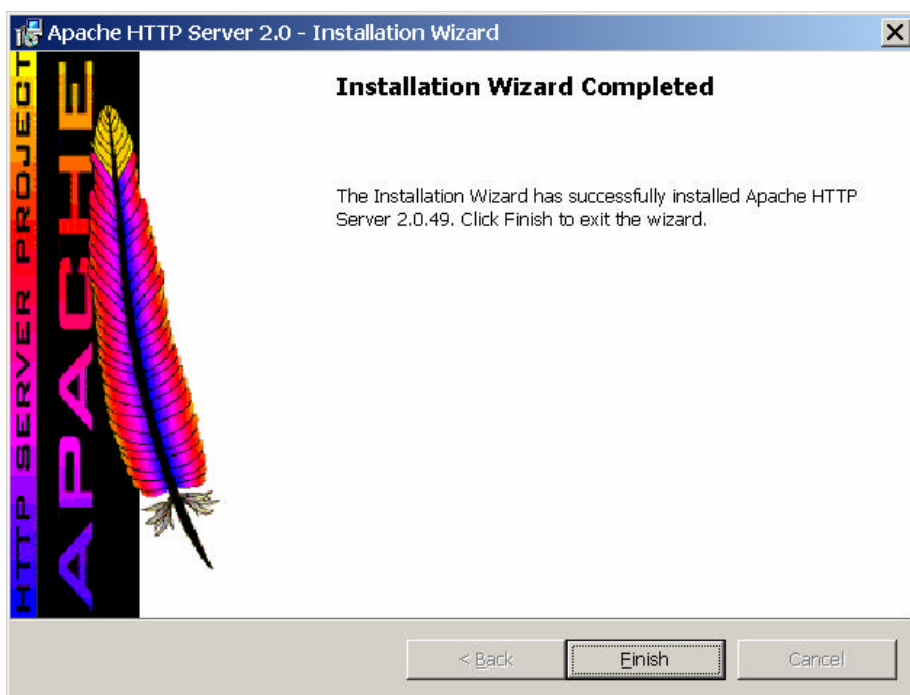 Apache HTTP Server 2.0 - Installation Wizard
HTTP SERVER PROJECT
APACHE
Installation Wizard Completed
The Installation Wizard has successfully installed Apache HTTP
Server 2.0.49. Click Finish to exit the wizard.
< Back
Finish
Cancel